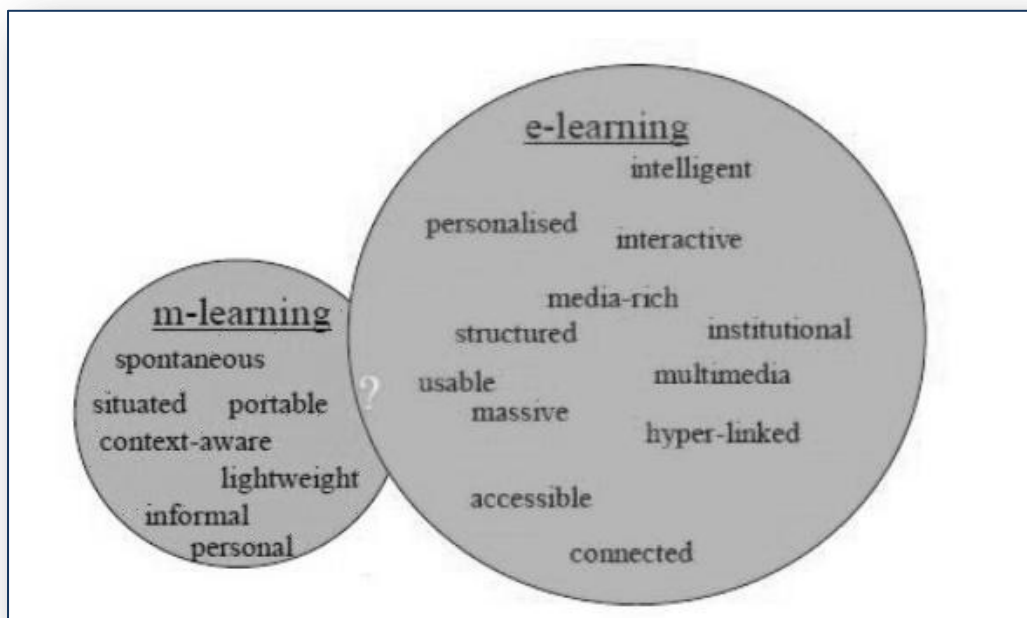 e-learning
intelligent
personalised
interactive
media-rich
structured
institutional
usable
multimedia
massive
hyper-linked
accessible
connected
m-learning
spontaneous
situated portable
context-aware
lightweight
informal
personal
?